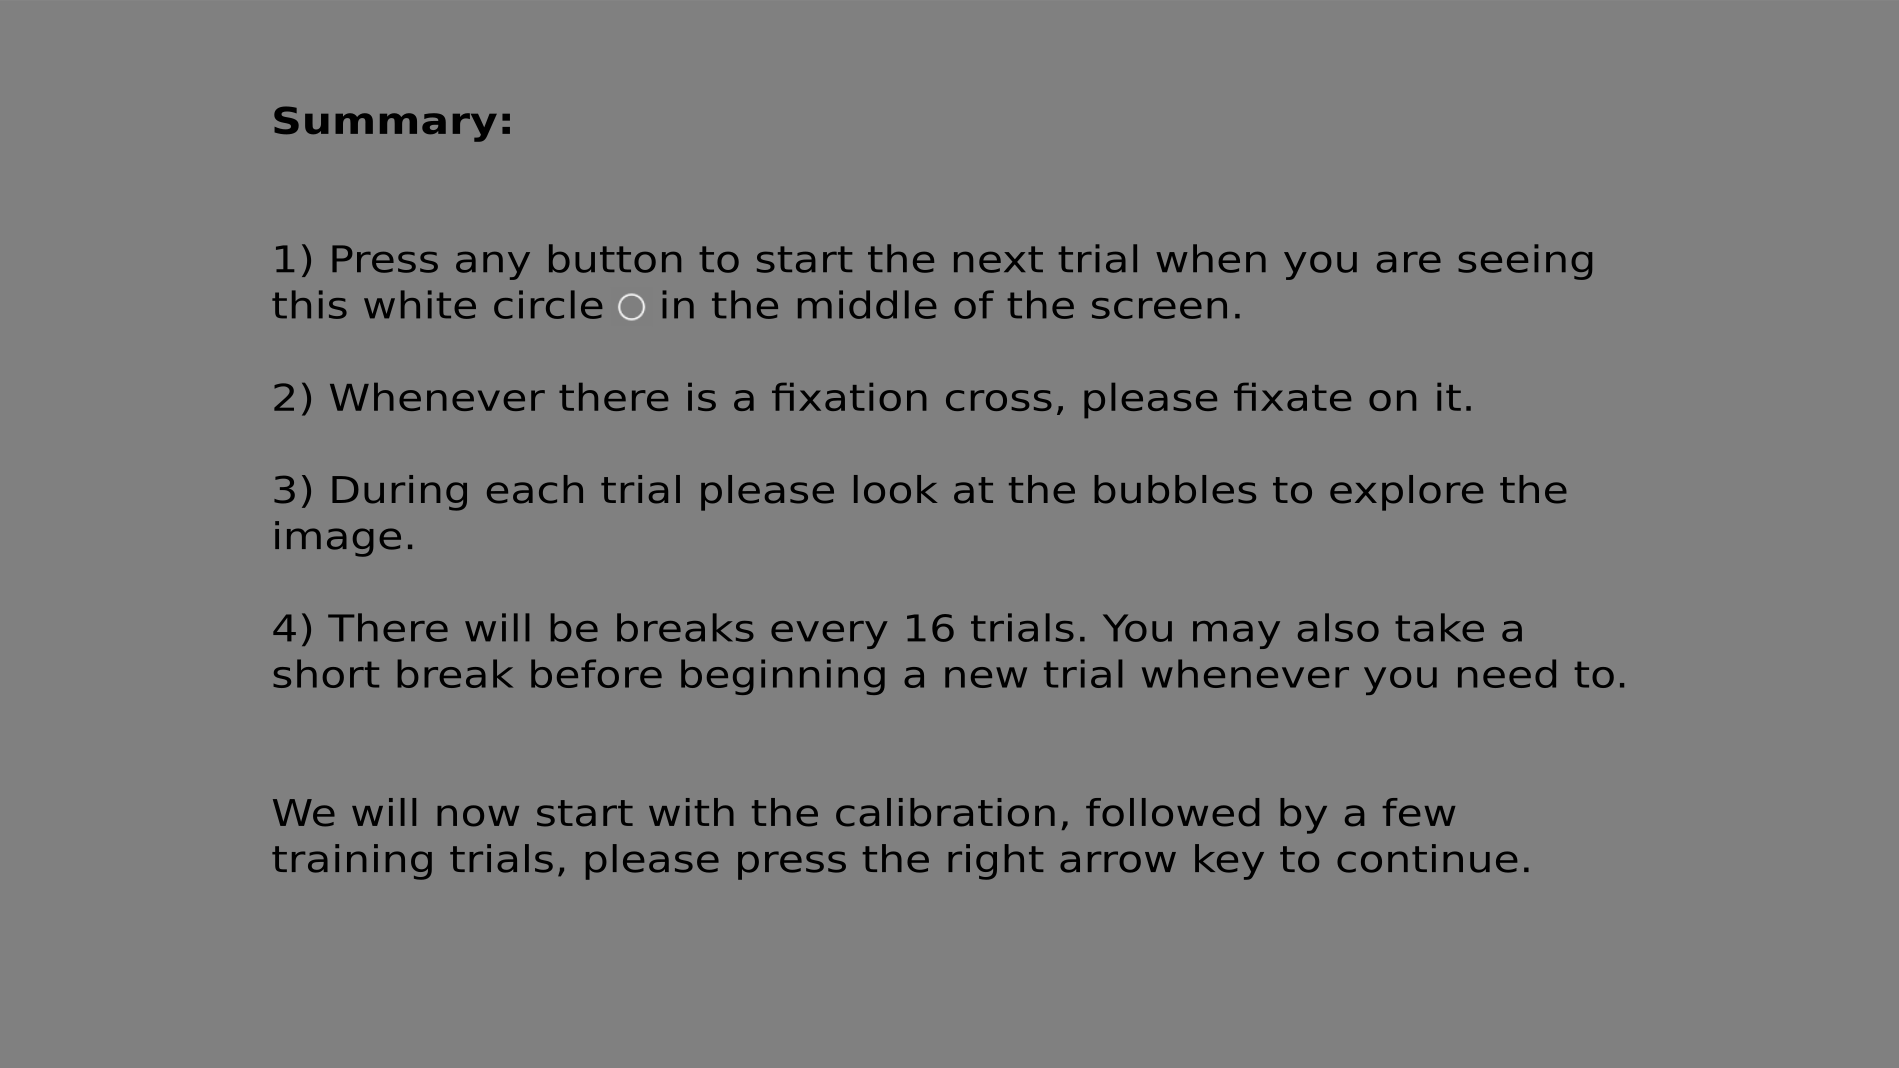 Summary:
1) Press any button to start the next trial when you are seeing
this white circle in the middle of the screen.
2) Whenever there is a fixation cross, please fixate on it.
3) During each trial please look at the bubbles to explore the
image.
4) There will be breaks every 16 trials. You may also take a
short break before beginning a new trial whenever you need to.
We will now start with the calibration, followed by a few
training trials, please press the right arrow key to continue.